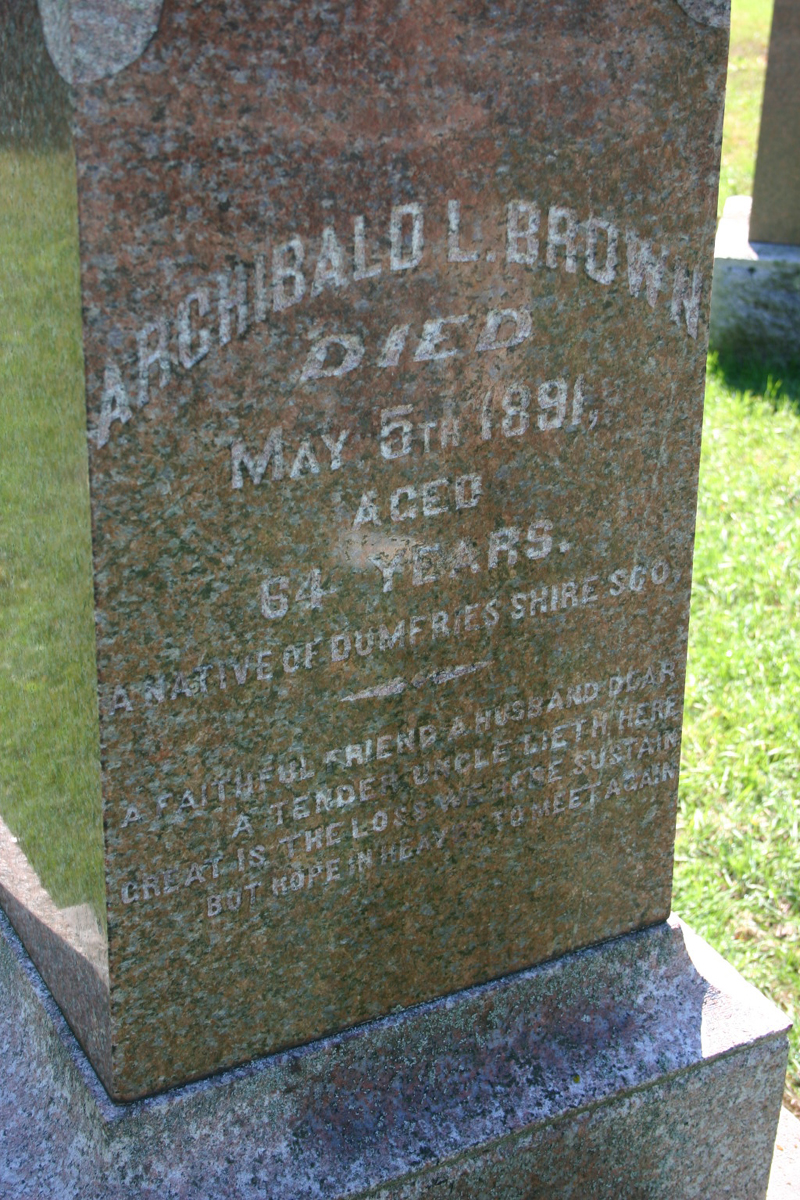 ARCHIBALD L. BROWN
DIED
MAY 5TH 1891,
AGED
64 YEARS.
A NATIVE OF DUMFRIES SHIRE SCO.
A FAITHFUL FRIEND A HUSBAND DEAR
A TENDER UNCLE LIETH HERE
GREAT IS THE LOSS WE HERE SUSTAIN
BUT HOPE IN HEAVEN TO MEET AGAIN